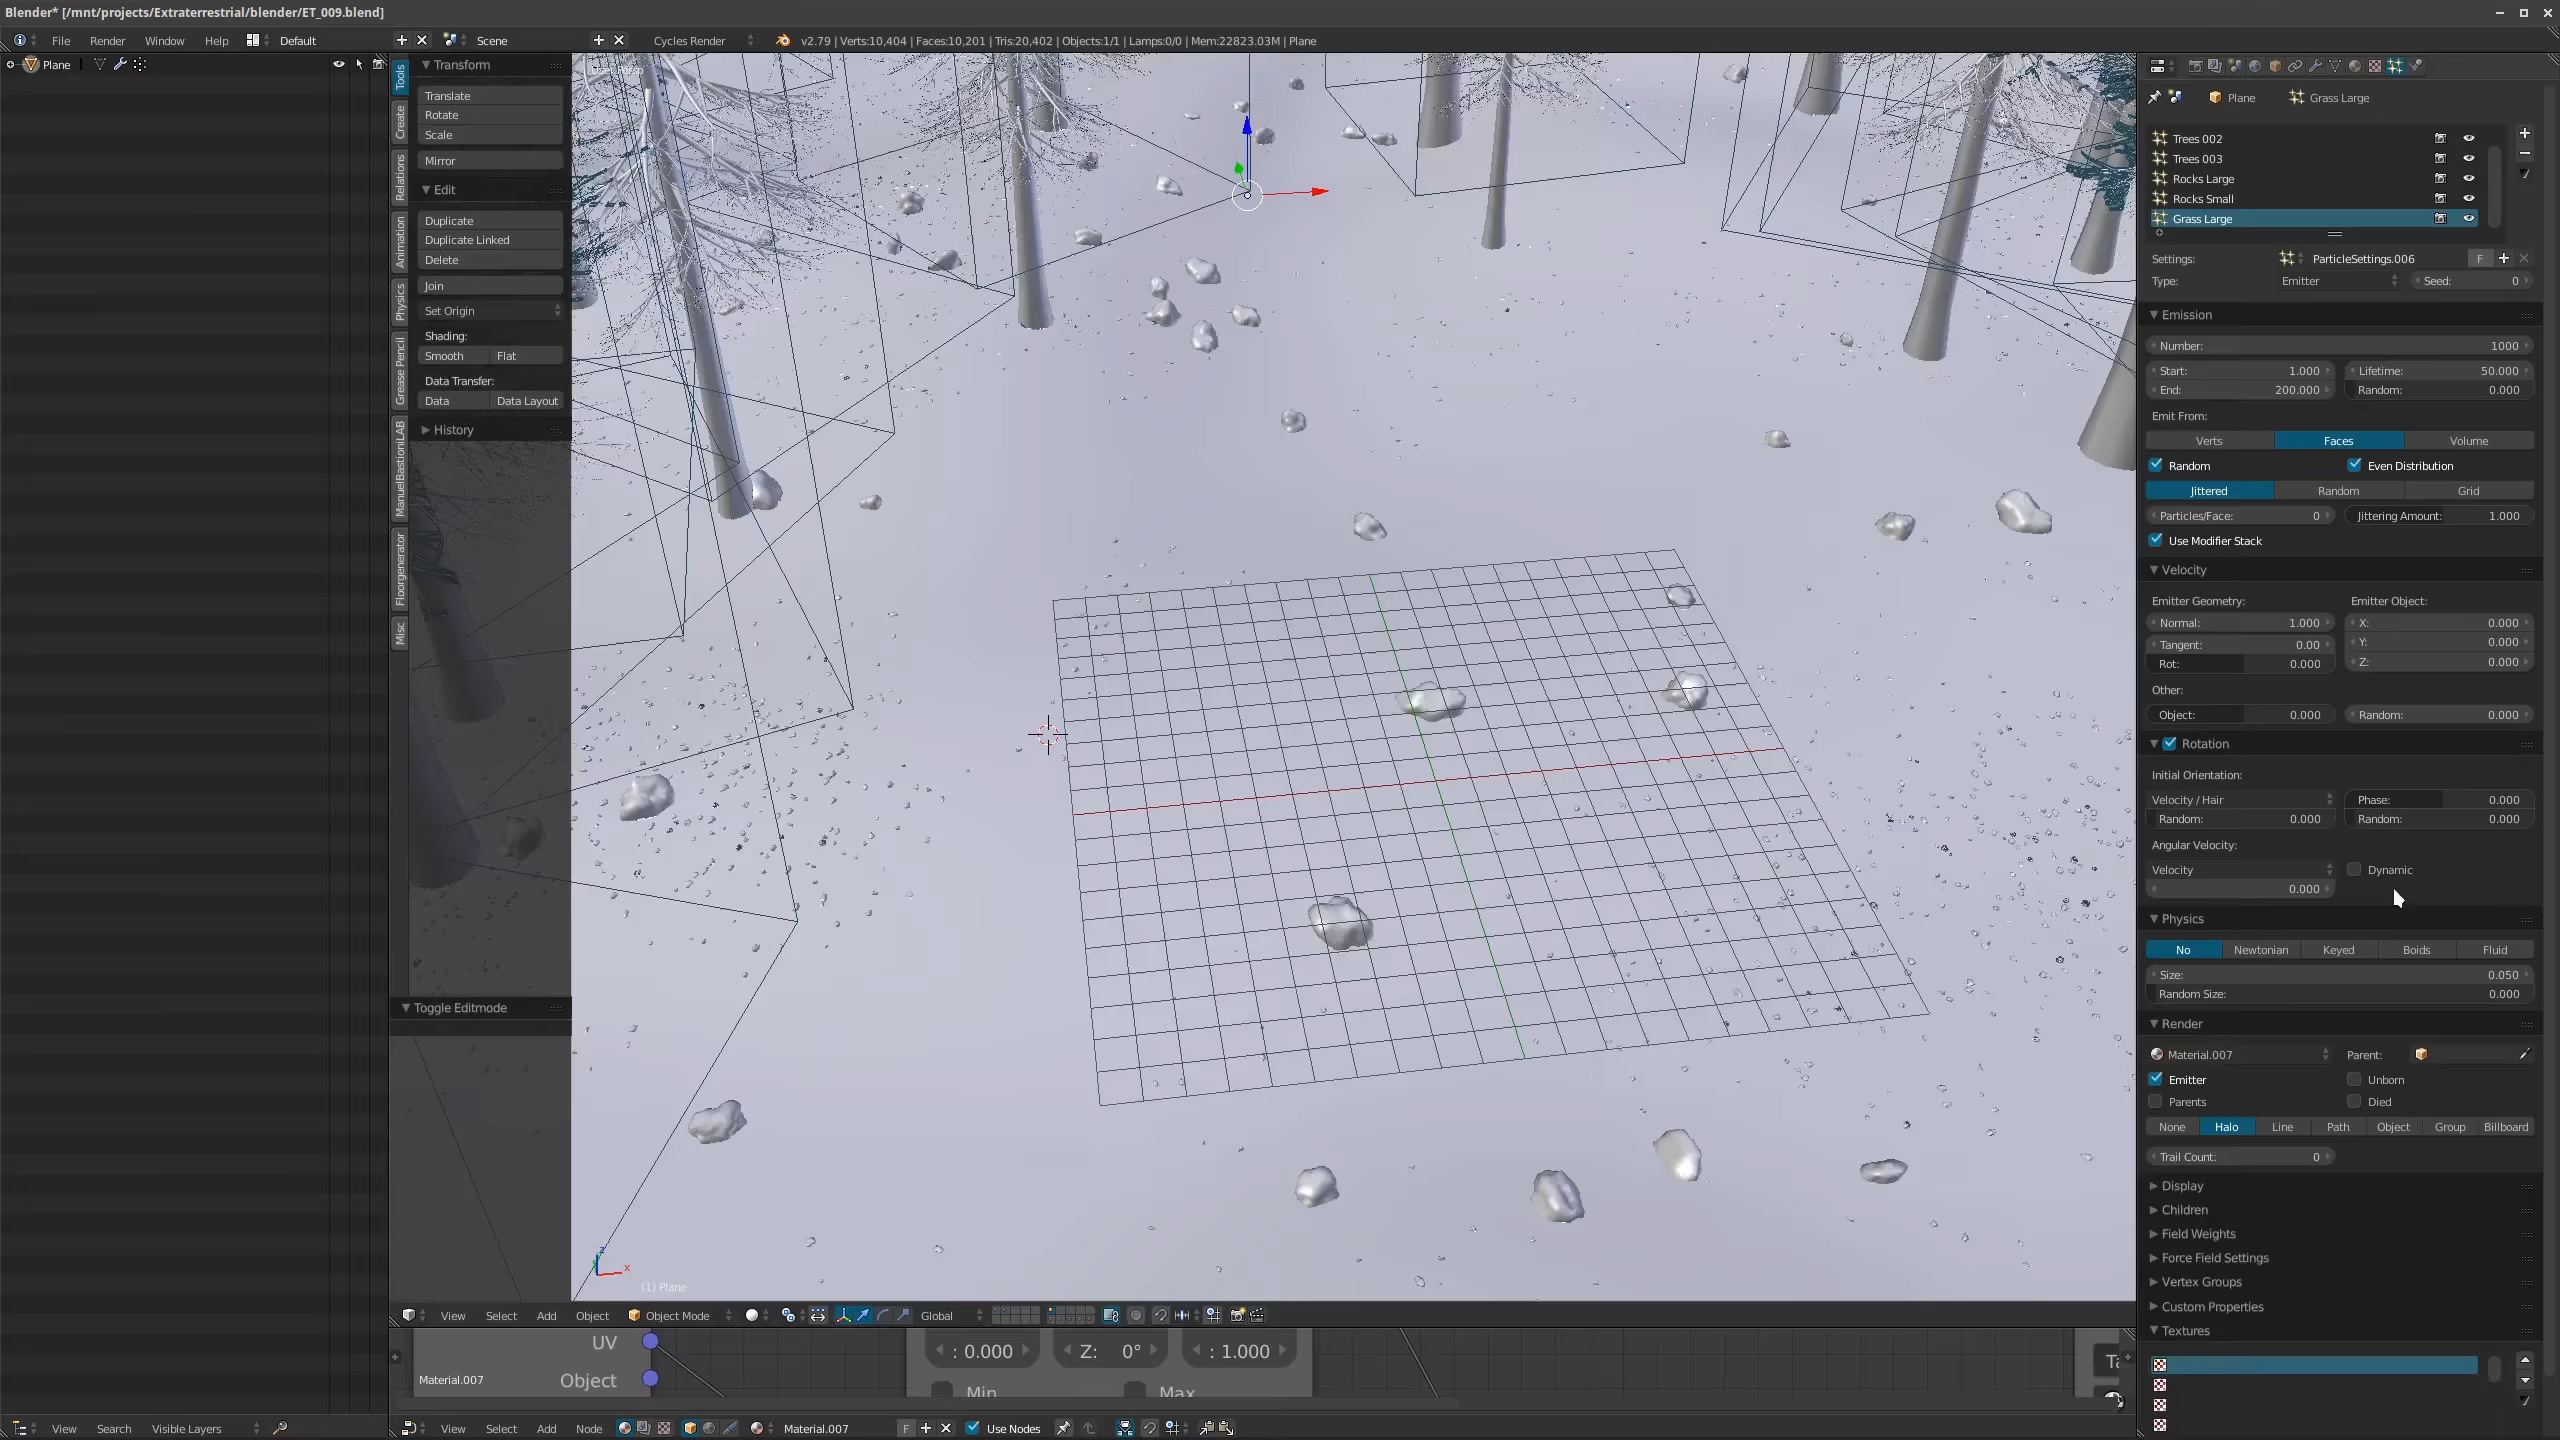 Blender* [/mnt/projects/Extraterrestrial/blender/ET_009.blend]
File Render Window Help Default Scene Cycles Render v2.79 | Verts:10,404 | Faces:10,201 | Tris:20,402 | Objects:1/1 | Lamps:0/0 | Mem:22823.03M | Plane
Plane
Tools
Create
Relations
Animation
Physics
Grease Pencil
ManuelBastioniLAB
Floorgenerator
Misc
Transform
Translate
Rotate
Scale
Mirror
Edit
Duplicate
Duplicate Linked
Delete
Join
Set Origin
Shading:
Smooth Flat
Data Transfer:
Data Data Layout
History
Toggle Editmode
User Persp
z
x
(1) Plane
View Select Add Object Object Mode Global
UV
Object
Material.007
: 0.000 Z: 0° : 1.000
Min Max
View Search Visible Layers
View Select Add Node Material.007 F Use Nodes
Plane Grass Large
Trees 002
Trees 003
Rocks Large
Rocks Small
Grass Large
Settings: ParticleSettings.006 F
Type: Emitter Seed: 0
Emission
Number: 1000
Start: 1.000 Lifetime: 50.000
End: 200.000 Random: 0.000
Emit From:
Verts Faces Volume
Random Even Distribution
Jittered Random Grid
Particles/Face: 0 Jittering Amount: 1.000
Use Modifier Stack
Velocity
Emitter Geometry: Emitter Object:
Normal: 1.000 X: 0.000
Tangent: 0.00 Y: 0.000
Rot: 0.000 Z: 0.000
Other:
Object: 0.000 Random: 0.000
Rotation
Initial Orientation:
Velocity / Hair Phase: 0.000
Random: 0.000 Random: 0.000
Angular Velocity:
Velocity Dynamic
0.000
Physics
No Newtonian Keyed Boids Fluid
Size: 0.050
Random Size: 0.000
Render
Material.007 Parent:
Emitter Unborn
Parents Died
None Halo Line Path Object Group Billboard
Trail Count: 0
Display
Children
Field Weights
Force Field Settings
Vertex Groups
Custom Properties
Textures